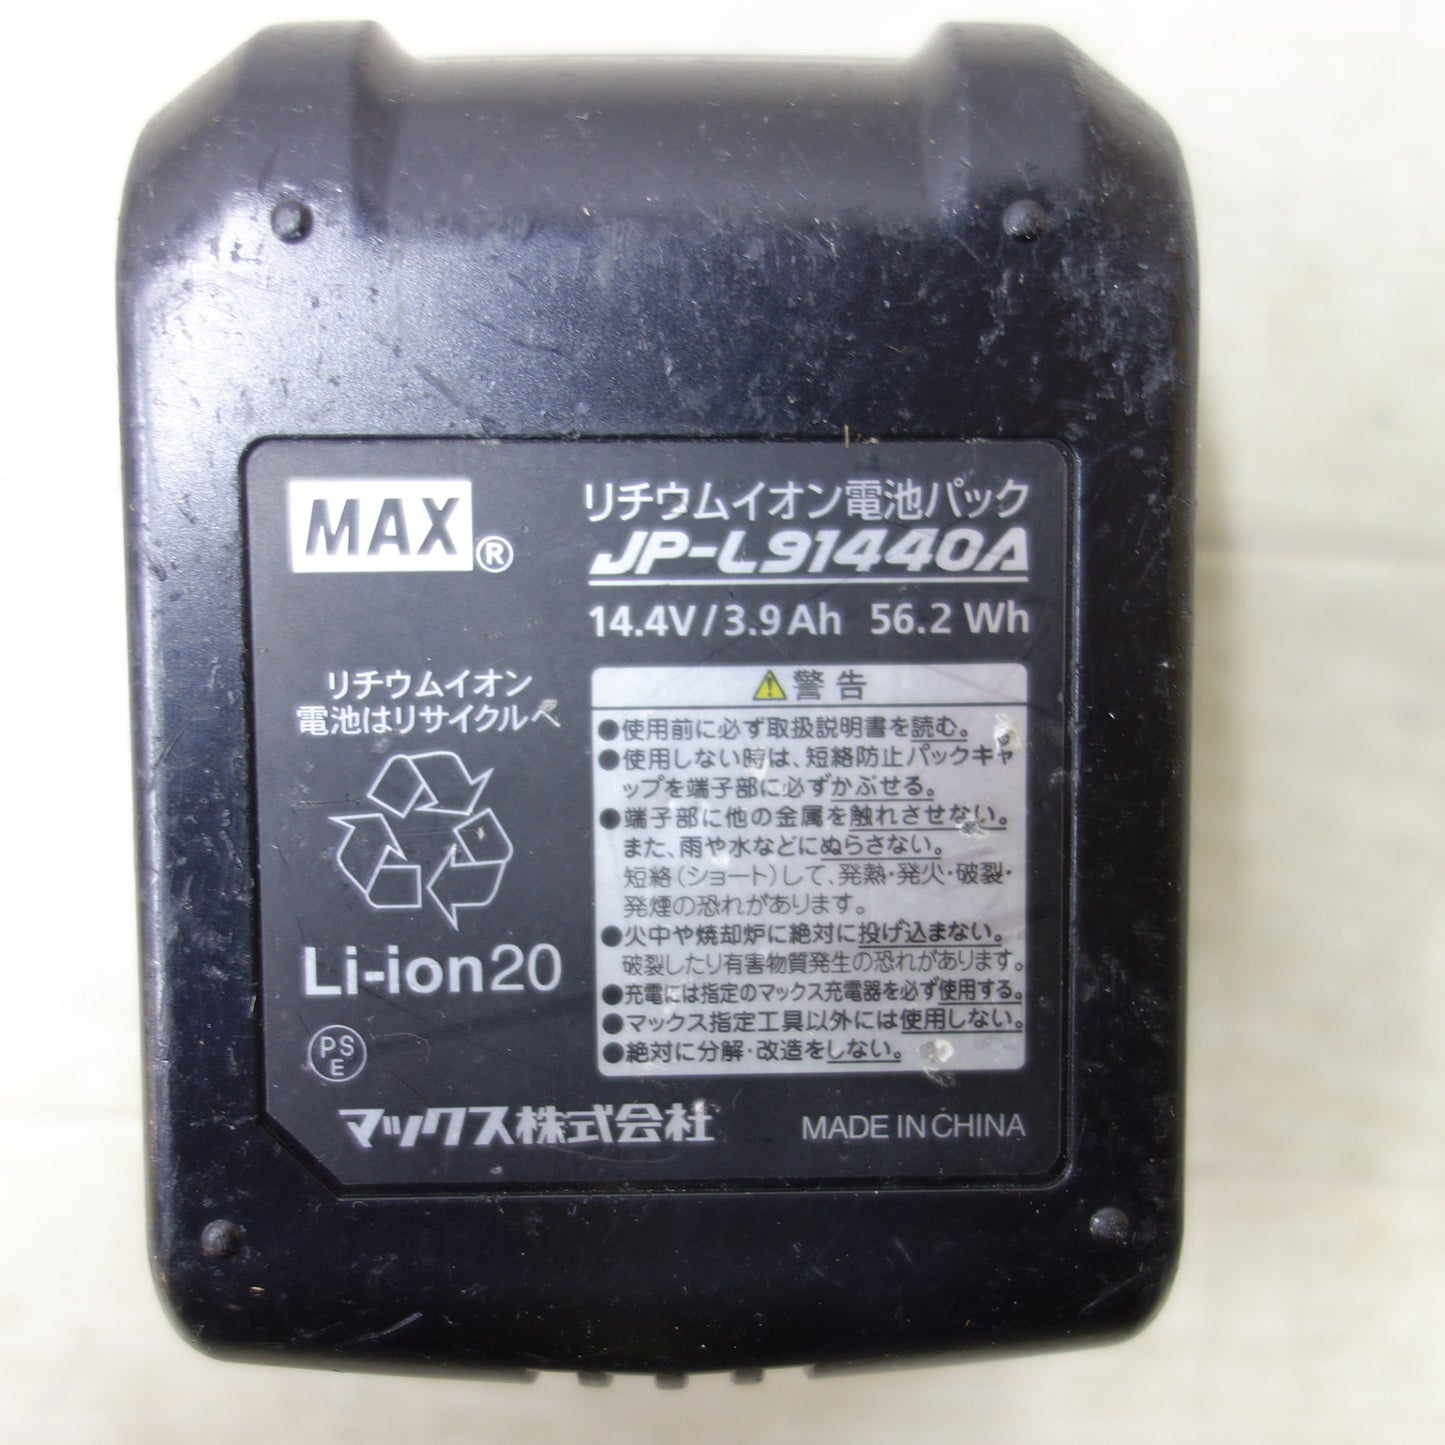 MAX®
リチウムイオン電池パック
JP-L91440A
14.4V/3.9Ah 56.2Wh
リチウムイオン
電池はリサイクルへ
Li-ion20
PS
E
⚠警告
●使用前に必ず取扱説明書を読む。
●使用しない時は、短絡防止パックキャ
ップを端子部に必ずかぶせる。
●端子部に他の金属を触れさせない。
また、雨や水などにぬらさない。
短絡(ショート)して、発熱・発火・破裂・
発煙の恐れがあります。
●火中や焼却炉に絶対に投げ込まない。
破裂したり有害物質発生の恐れがあります。
●充電には指定のマックス充電器を必ず使用する。
●マックス指定工具以外には使用しない。
●絶対に分解・改造をしない。
マックス株式会社
MADE IN CHINA